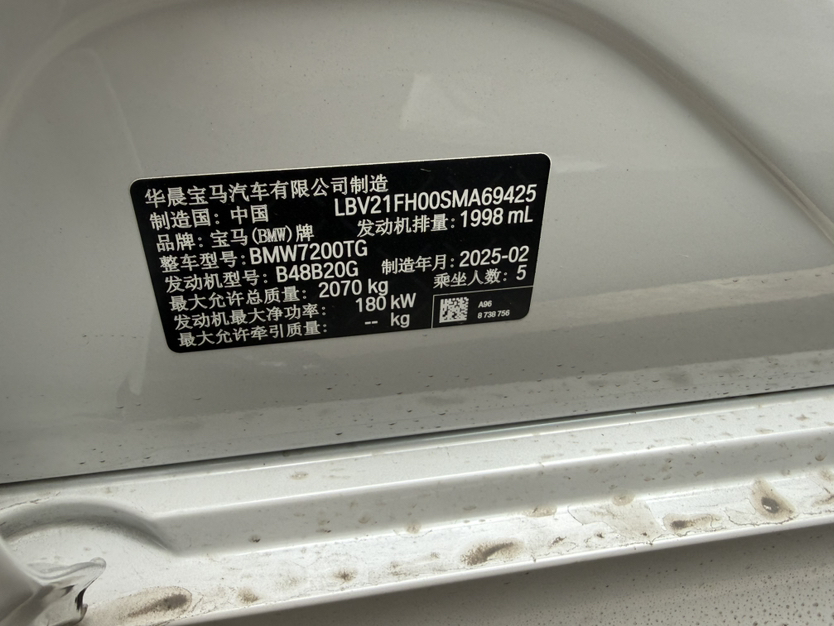 华晨宝马汽车有限公司制造
制造国：中国 LBV21FH00SMA69425
品牌：宝马(BMW)牌 发动机排量：1998 mL
整车型号：BMW7200TG
发动机型号：B48B20G 制造年月：2025-02
最大允许总质量：2070 kg 乘坐人数：5
发动机最大净功率：180 kW
最大允许牵引质量：-- kg
A96
8 738 756